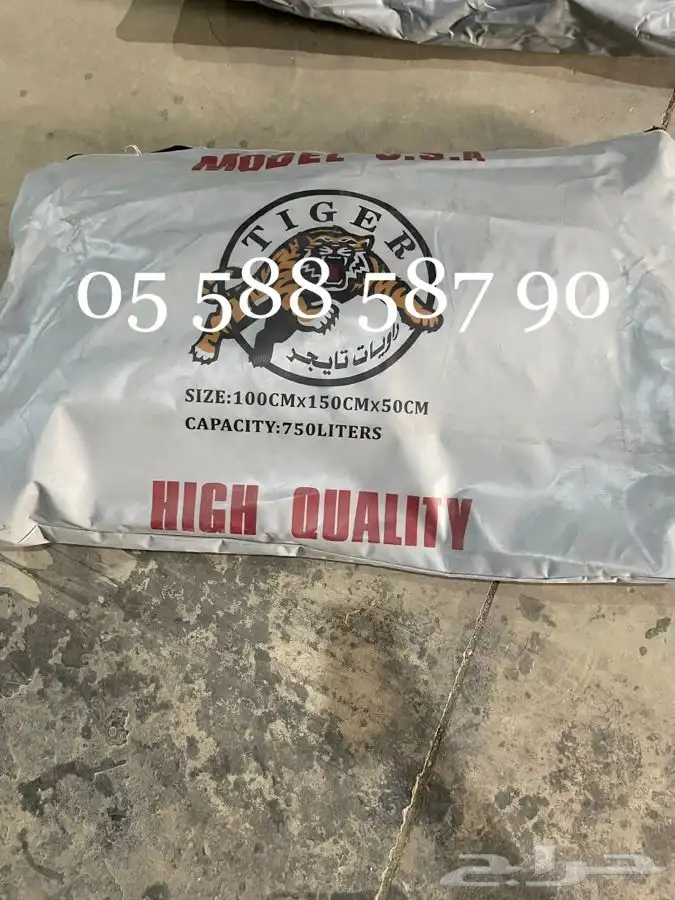 MODEL U.S.A
TIGER
05 588 587 90
راويات تايجر
SIZE:100CMX150CMX50CM
CAPACITY:750LITERS
HIGH QUALITY
حراج